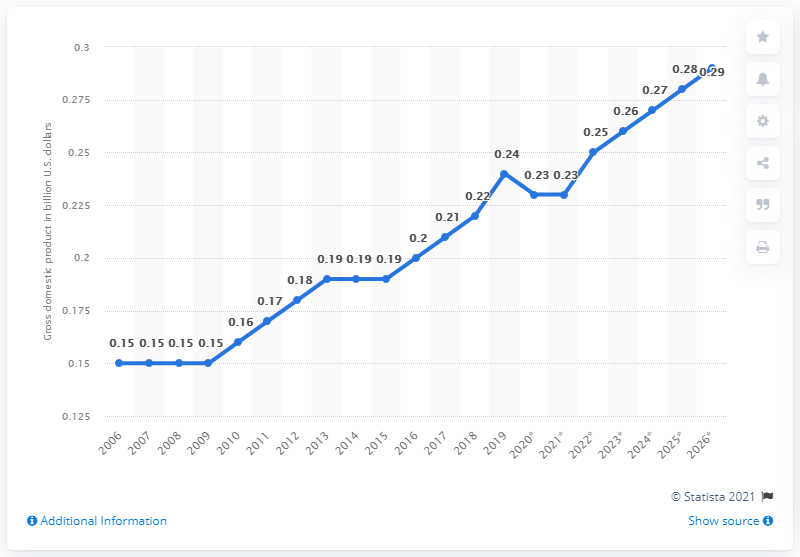 0.3
0.275
0.25
0.225
0.2
0.175
0.15
0.125
Gross domestic product in billion U.S. dollars
0.15 0.15 0.15 0.15 0.16 0.17 0.18 0.19 0.19 0.19 0.2 0.21 0.22 0.24 0.23 0.23 0.25 0.26 0.27 0.28 0.29
2006 2007 2008 2009 2010 2011 2012 2013 2014 2015 2016 2017 2018 2019 2020* 2021* 2022* 2023* 2024* 2025* 2026*
© Statista 2021
Additional Information
Show source